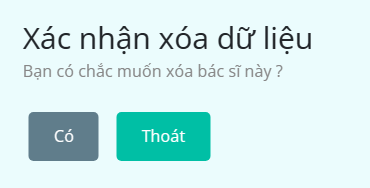 Xác nhận xóa dữ liệu
Bạn có chắc muốn xóa bác sĩ này ?
Có
Thoát